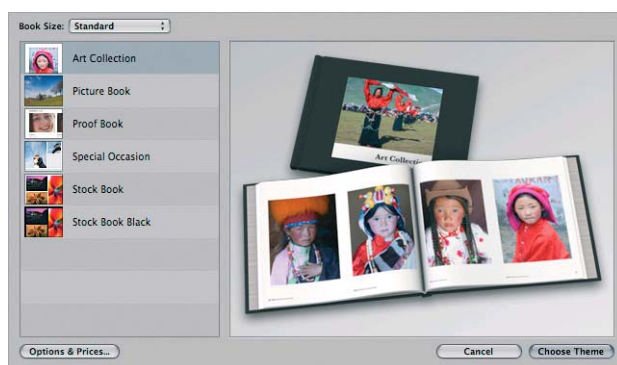 Book Size: Standard
Art Collection
Picture Book
Proof Book
Special Occasion
Stock Book
Stock Book Black
Art Collection
Options & Prices...
Cancel
Choose Theme